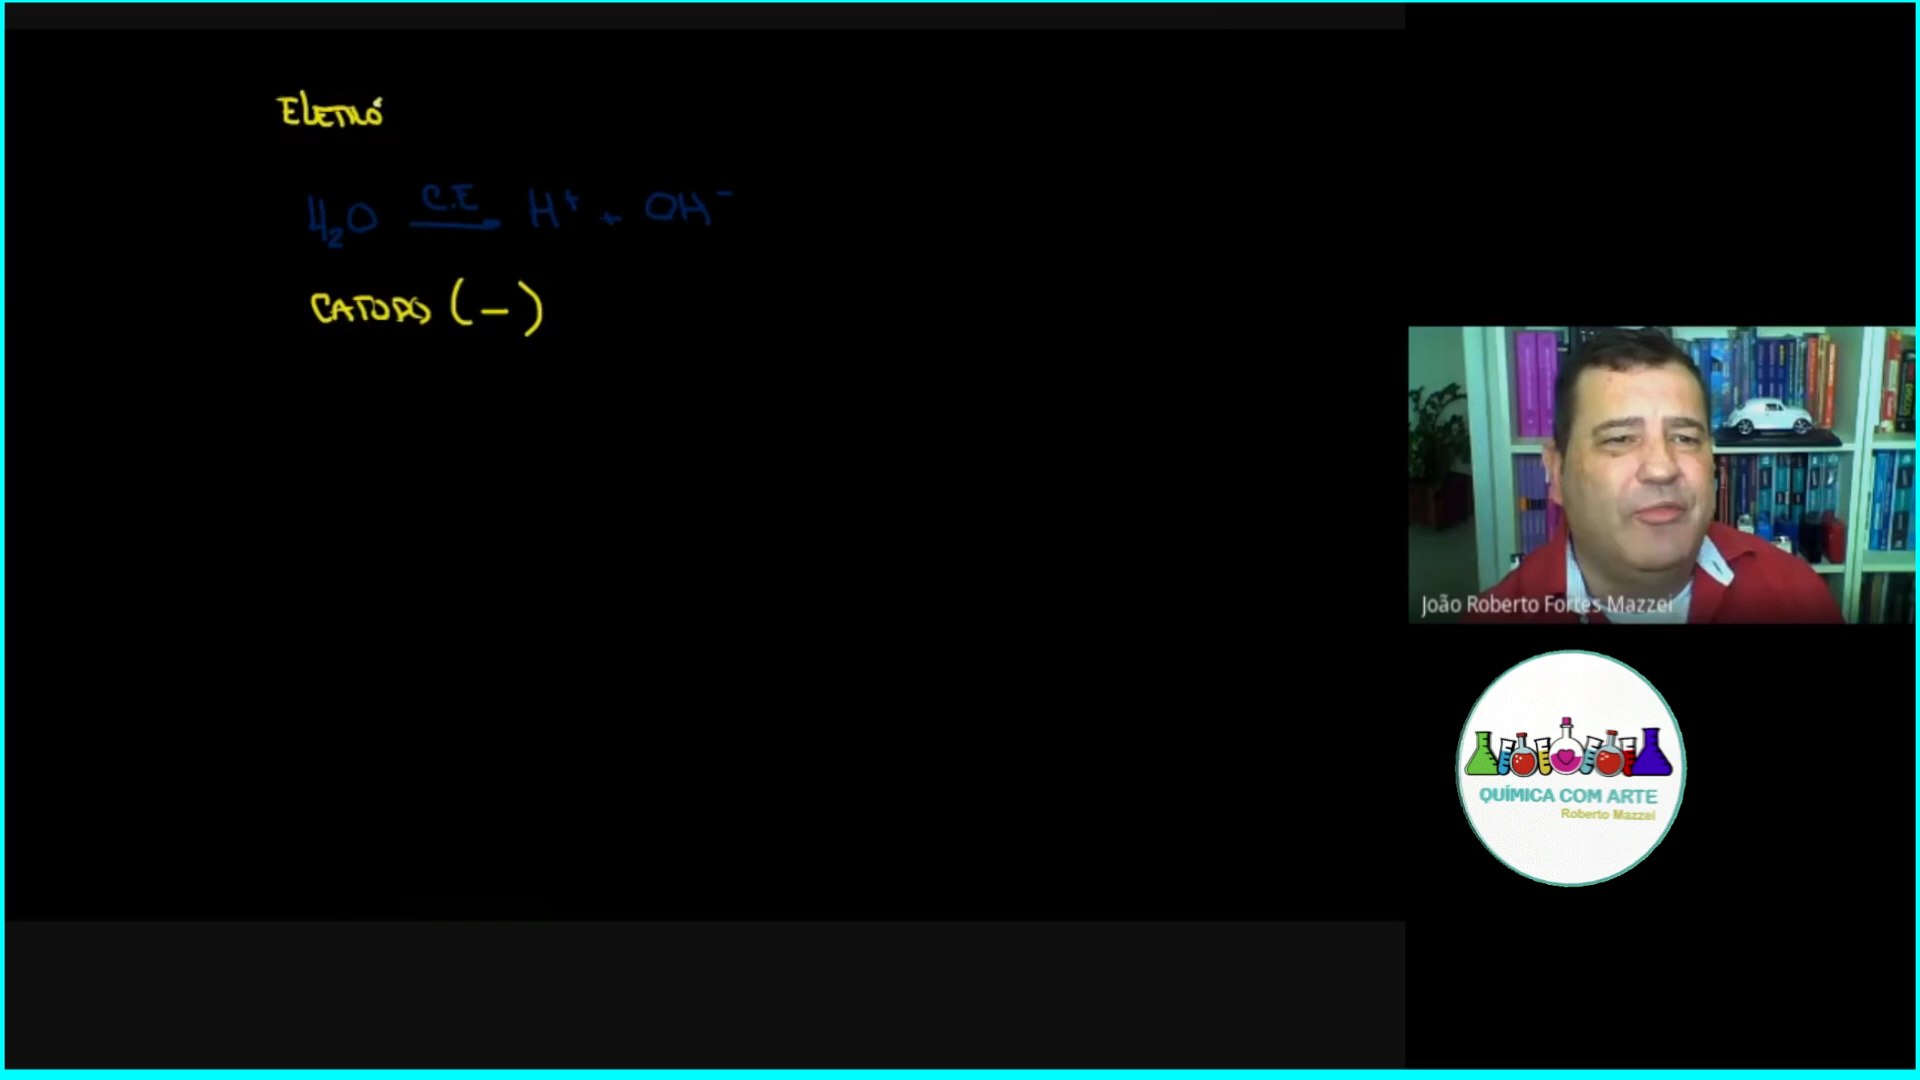 ELETRÓ
H₂O C.E → H⁺ + OH⁻
CATODO (-)
João Roberto Fortes Mazzei
QUÍMICA COM ARTE
Roberto Mazzei